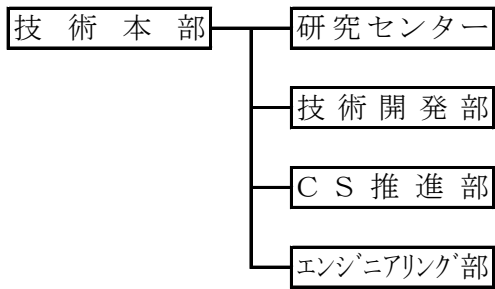 技術本部
研究センター
技術開発部
ＣＳ推進部
ｴﾝｼﾞﾆｱﾘﾝｸﾞ部